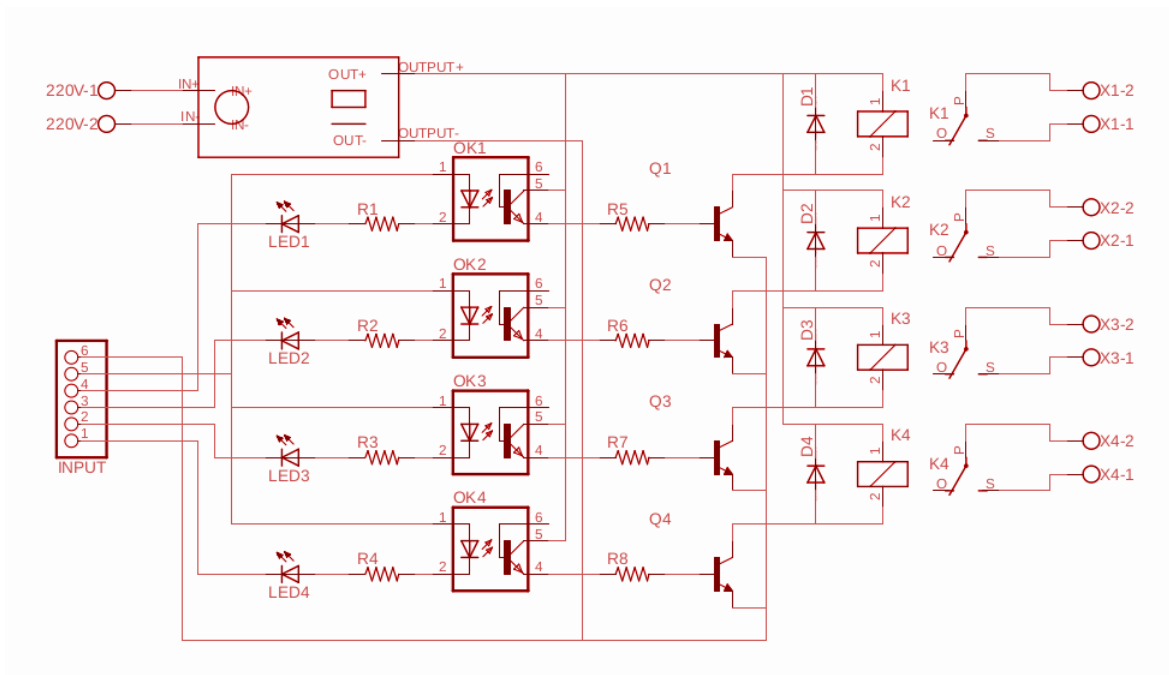 OUTPUT+
OUT+
220V-1
IN+
IN+
220V-2
IN-
IN-
OUTPUT-
OUT-
D1
1
K1
2
K1
P
O
S
X1-2
X1-1
OK1
1
6
5
2
4
LED1
R1
R5
Q1
D2
1
K2
2
K2
P
O
S
X2-2
X2-1
OK2
1
6
5
2
4
LED2
R2
R6
Q2
D3
1
K3
2
K3
P
O
S
X3-2
X3-1
6
5
4
3
2
1
INPUT
OK3
1
6
5
2
4
LED3
R3
R7
Q3
D4
1
K4
2
K4
P
O
S
X4-2
X4-1
OK4
1
6
5
2
4
LED4
R4
R8
Q4